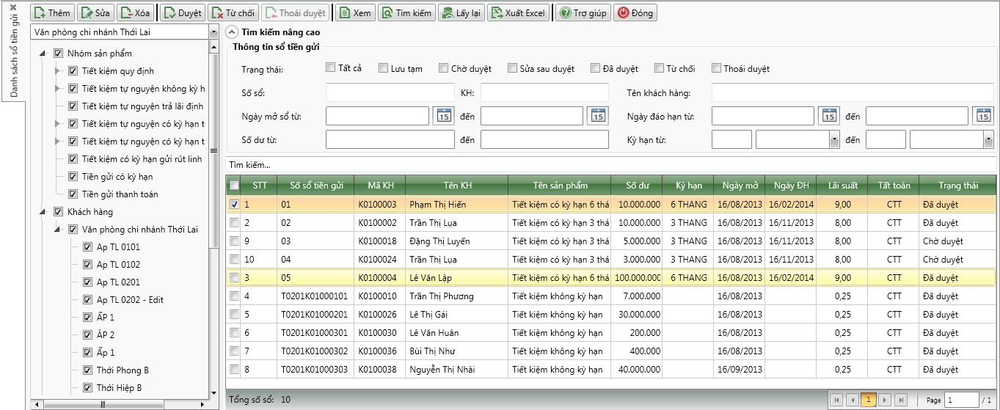 Danh sách sổ tiền gửi
Thêm Sửa Xóa Duyệt Từ chối Thoái duyệt Xem Tìm kiếm Lấy lại Xuất Excel Trợ giúp Đóng
Văn phòng chi nhánh Thới Lai
Nhóm sản phẩm
Tiết kiệm quy định
Tiết kiệm tự nguyện không kỳ h
Tiết kiệm tự nguyện trả lãi định
Tiết kiệm tự nguyện có kỳ hạn t
Tiết kiệm tự nguyện có kỳ hạn t
Tiết kiệm có kỳ hạn gửi rút linh
Tiền gửi có kỳ hạn
Tiền gửi thanh toán
Khách hàng
Văn phòng chi nhánh Thới Lai
Ap TL 0101
Ap TL 0102
Ap TL 0201
Ap TL 0202 - Edit
ẤP 1
ÂP 2
Ấp 1
Thới Phong B
Thới Hiệp B
Tìm kiếm nâng cao
Thông tin sổ tiền gửi
Trạng thái: Tất cả Lưu tạm Chờ duyệt Sửa sau duyệt Đã duyệt Từ chối Thoái duyệt
Số sổ: KH: Tên khách hàng:
Ngày mở sổ từ: 15 đến 15 Ngày đáo hạn từ: 15 đến 15
Số dư từ: đến Kỳ hạn từ: đến
Tìm kiếm...
STT Số sổ tiền gửi Mã KH Tên KH Tên sản phẩm Số dư Kỳ hạn Ngày mở Ngày ĐH Lãi suất Tất toán Trạng thái
1 01 K0100003 Phạm Thị Hiến Tiết kiệm có kỳ hạn 6 thá 10.000.000 6 THANG 16/08/2013 16/02/2014 9,00 CTT Đã duyệt
2 02 K0100002 Trần Thị Lụa Tiết kiệm có kỳ hạn 3 thá 10.000.000 3 THANG 16/08/2013 16/11/2013 8,00 CTT Đã duyệt
9 03 K0100018 Đặng Thị Luyến Tiết kiệm có kỳ hạn 3 thá 5.000.000 3 THANG 16/08/2013 16/11/2013 8,00 CTT Chờ duyệt
10 04 K0100024 Trần Thị Lụa Tiết kiệm có kỳ hạn 3 thá 3.000.000 3 THANG 16/08/2013 16/11/2013 8,00 CTT Chờ duyệt
3 05 K0100004 Lê Văn Lập Tiết kiệm có kỳ hạn 6 thá 100.000.000 6 THANG 16/08/2013 16/02/2014 9,00 CTT Đã duyệt
4 T0201K01000101 K0100010 Trần Thị Phương Tiết kiệm không kỳ hạn 7.000.000 16/08/2013 0,25 CTT Đã duyệt
5 T0201K01000201 K0100026 Lê Thị Gái Tiết kiệm không kỳ hạn 30.000.000 16/08/2013 0,25 CTT Đã duyệt
6 T0201K01000301 K0100030 Lê Văn Huân Tiết kiệm không kỳ hạn 200.000 16/08/2013 0,25 CTT Đã duyệt
7 T0201K01000302 K0100036 Bùi Thị Như Tiết kiệm không kỳ hạn 400.000 16/08/2013 0,25 CTT Đã duyệt
8 T0201K01000303 K0100038 Nguyễn Thị Nhài Tiết kiệm không kỳ hạn 40.000.000 16/09/2013 0,25 CTT Đã duyệt
Tổng số sổ: 10 1 Page 1 / 1